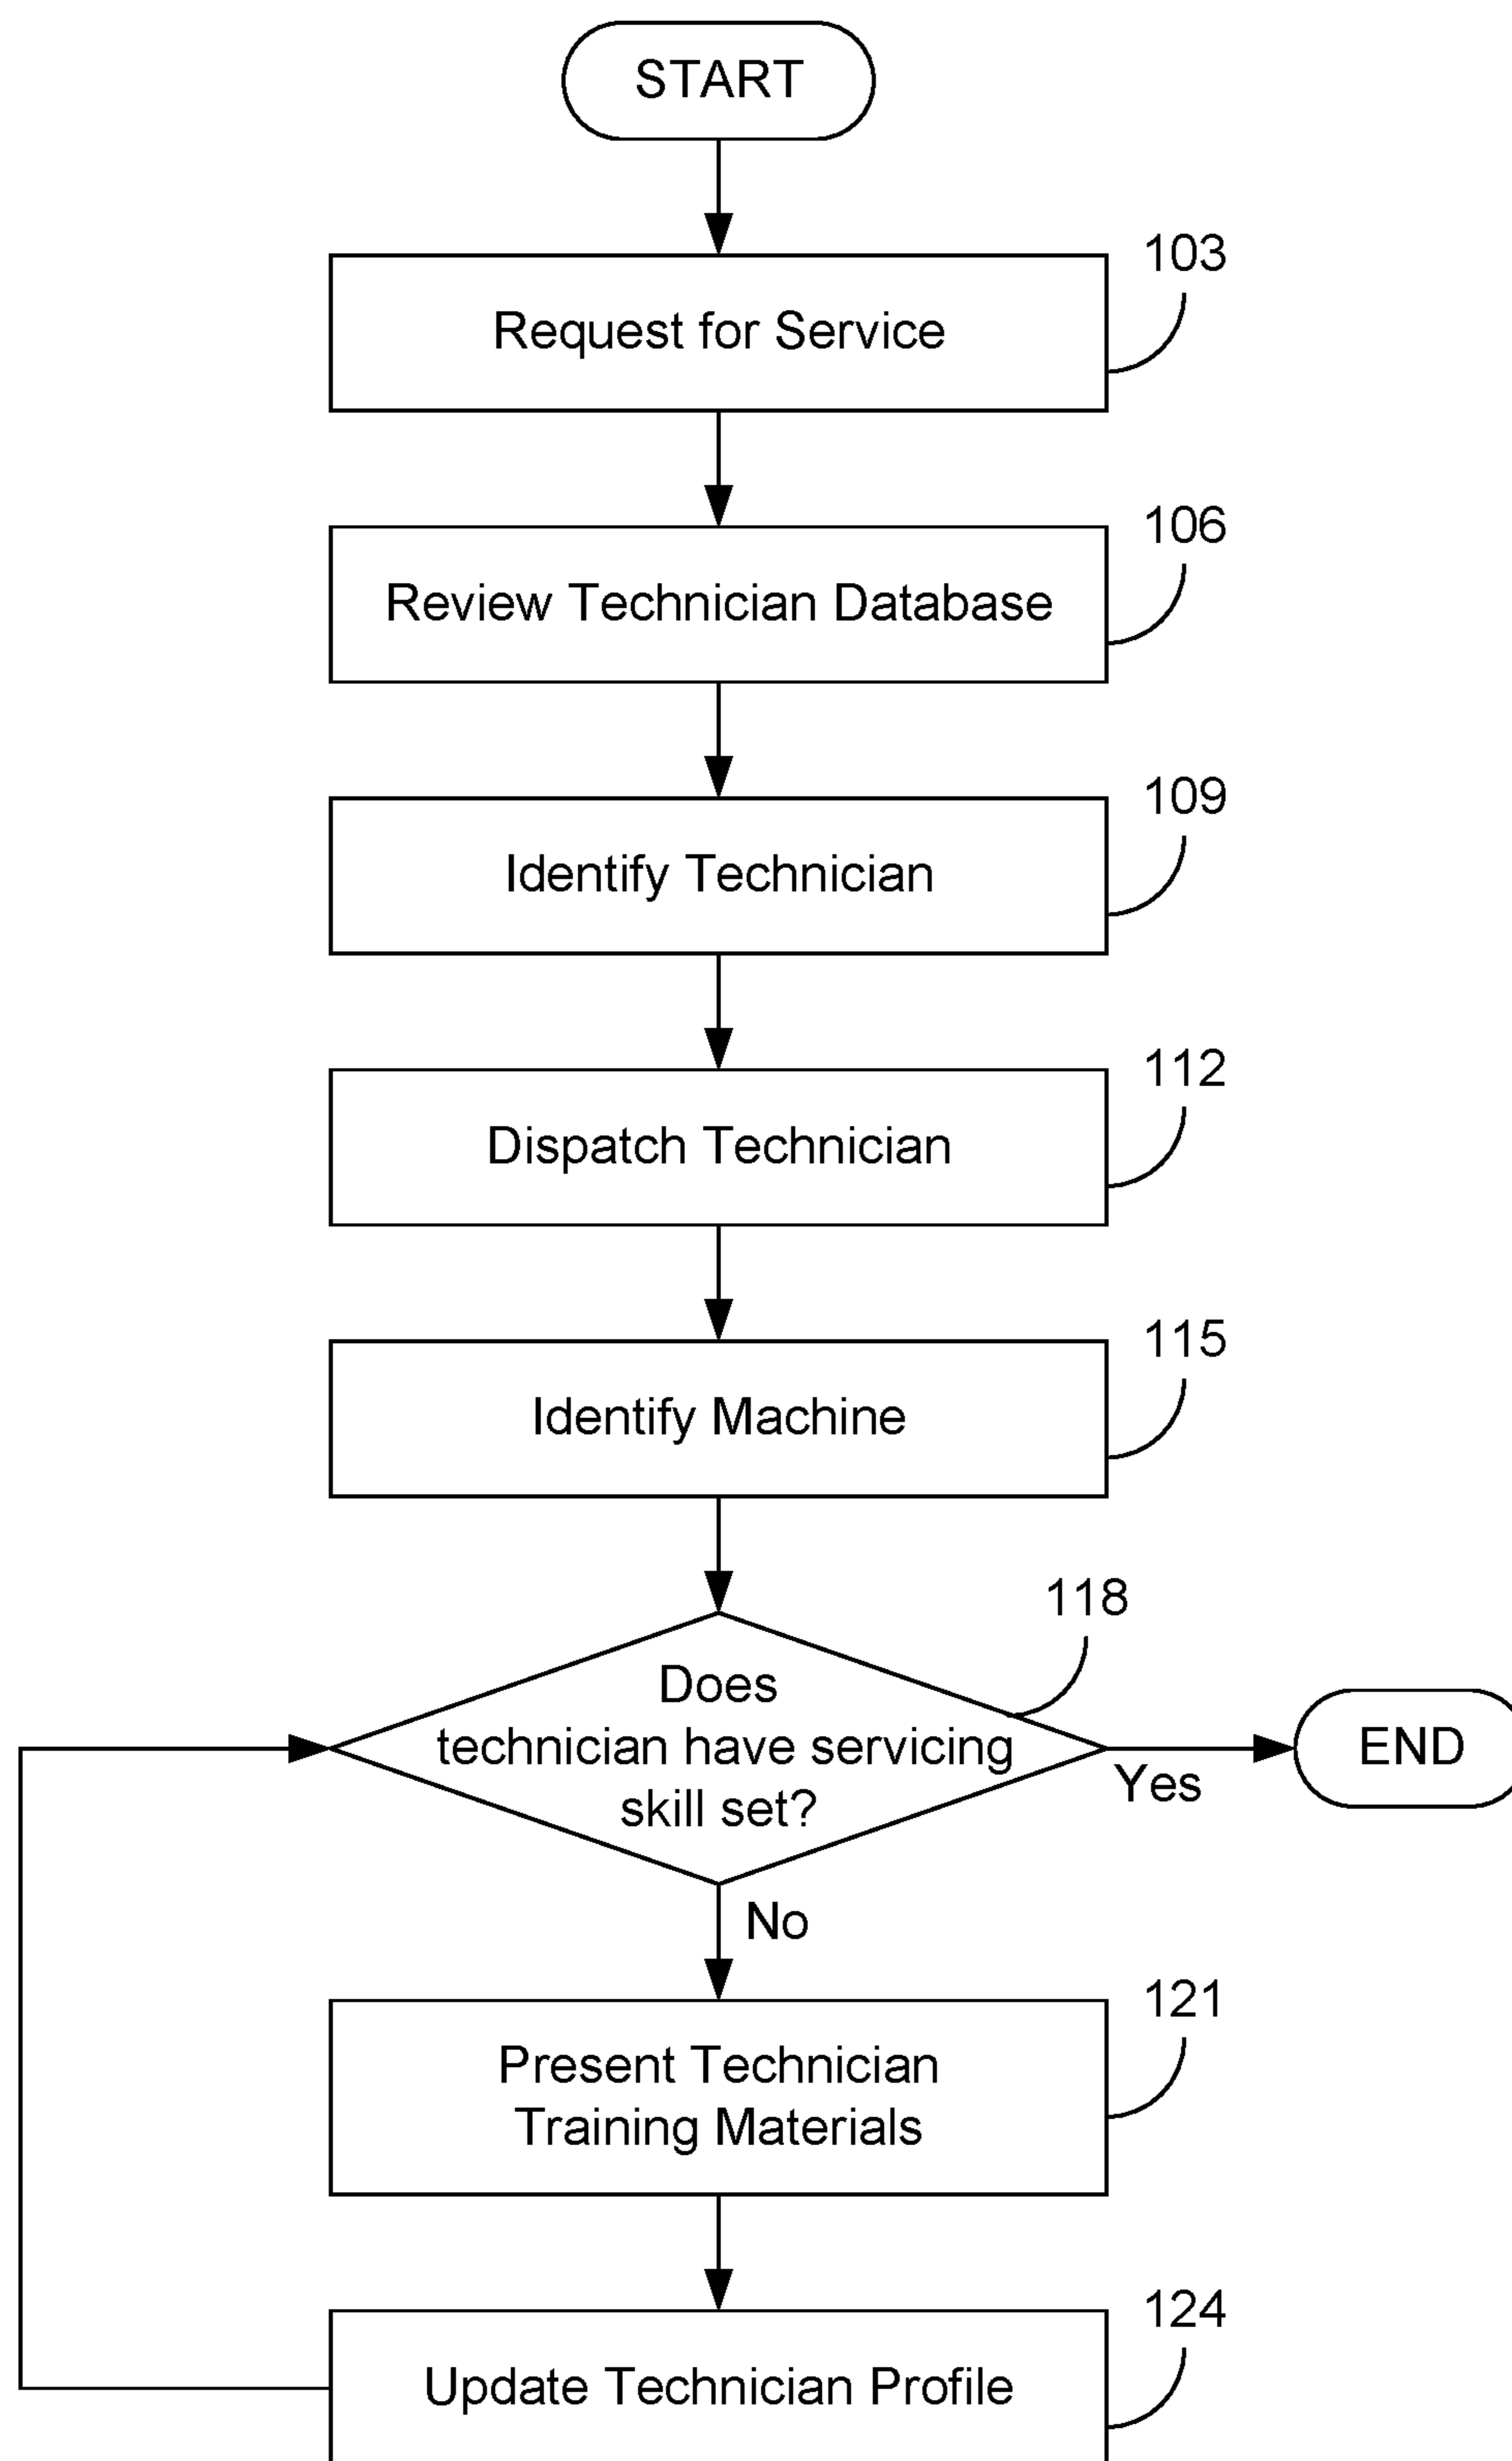 START
103
Request for Service
106
Review Technician Database
109
Identify Technician
112
Dispatch Technician
115
Identify Machine
118
Does
technician have servicing
skill set?
Yes
END
No
121
Present Technician
Training Materials
124
Update Technician Profile